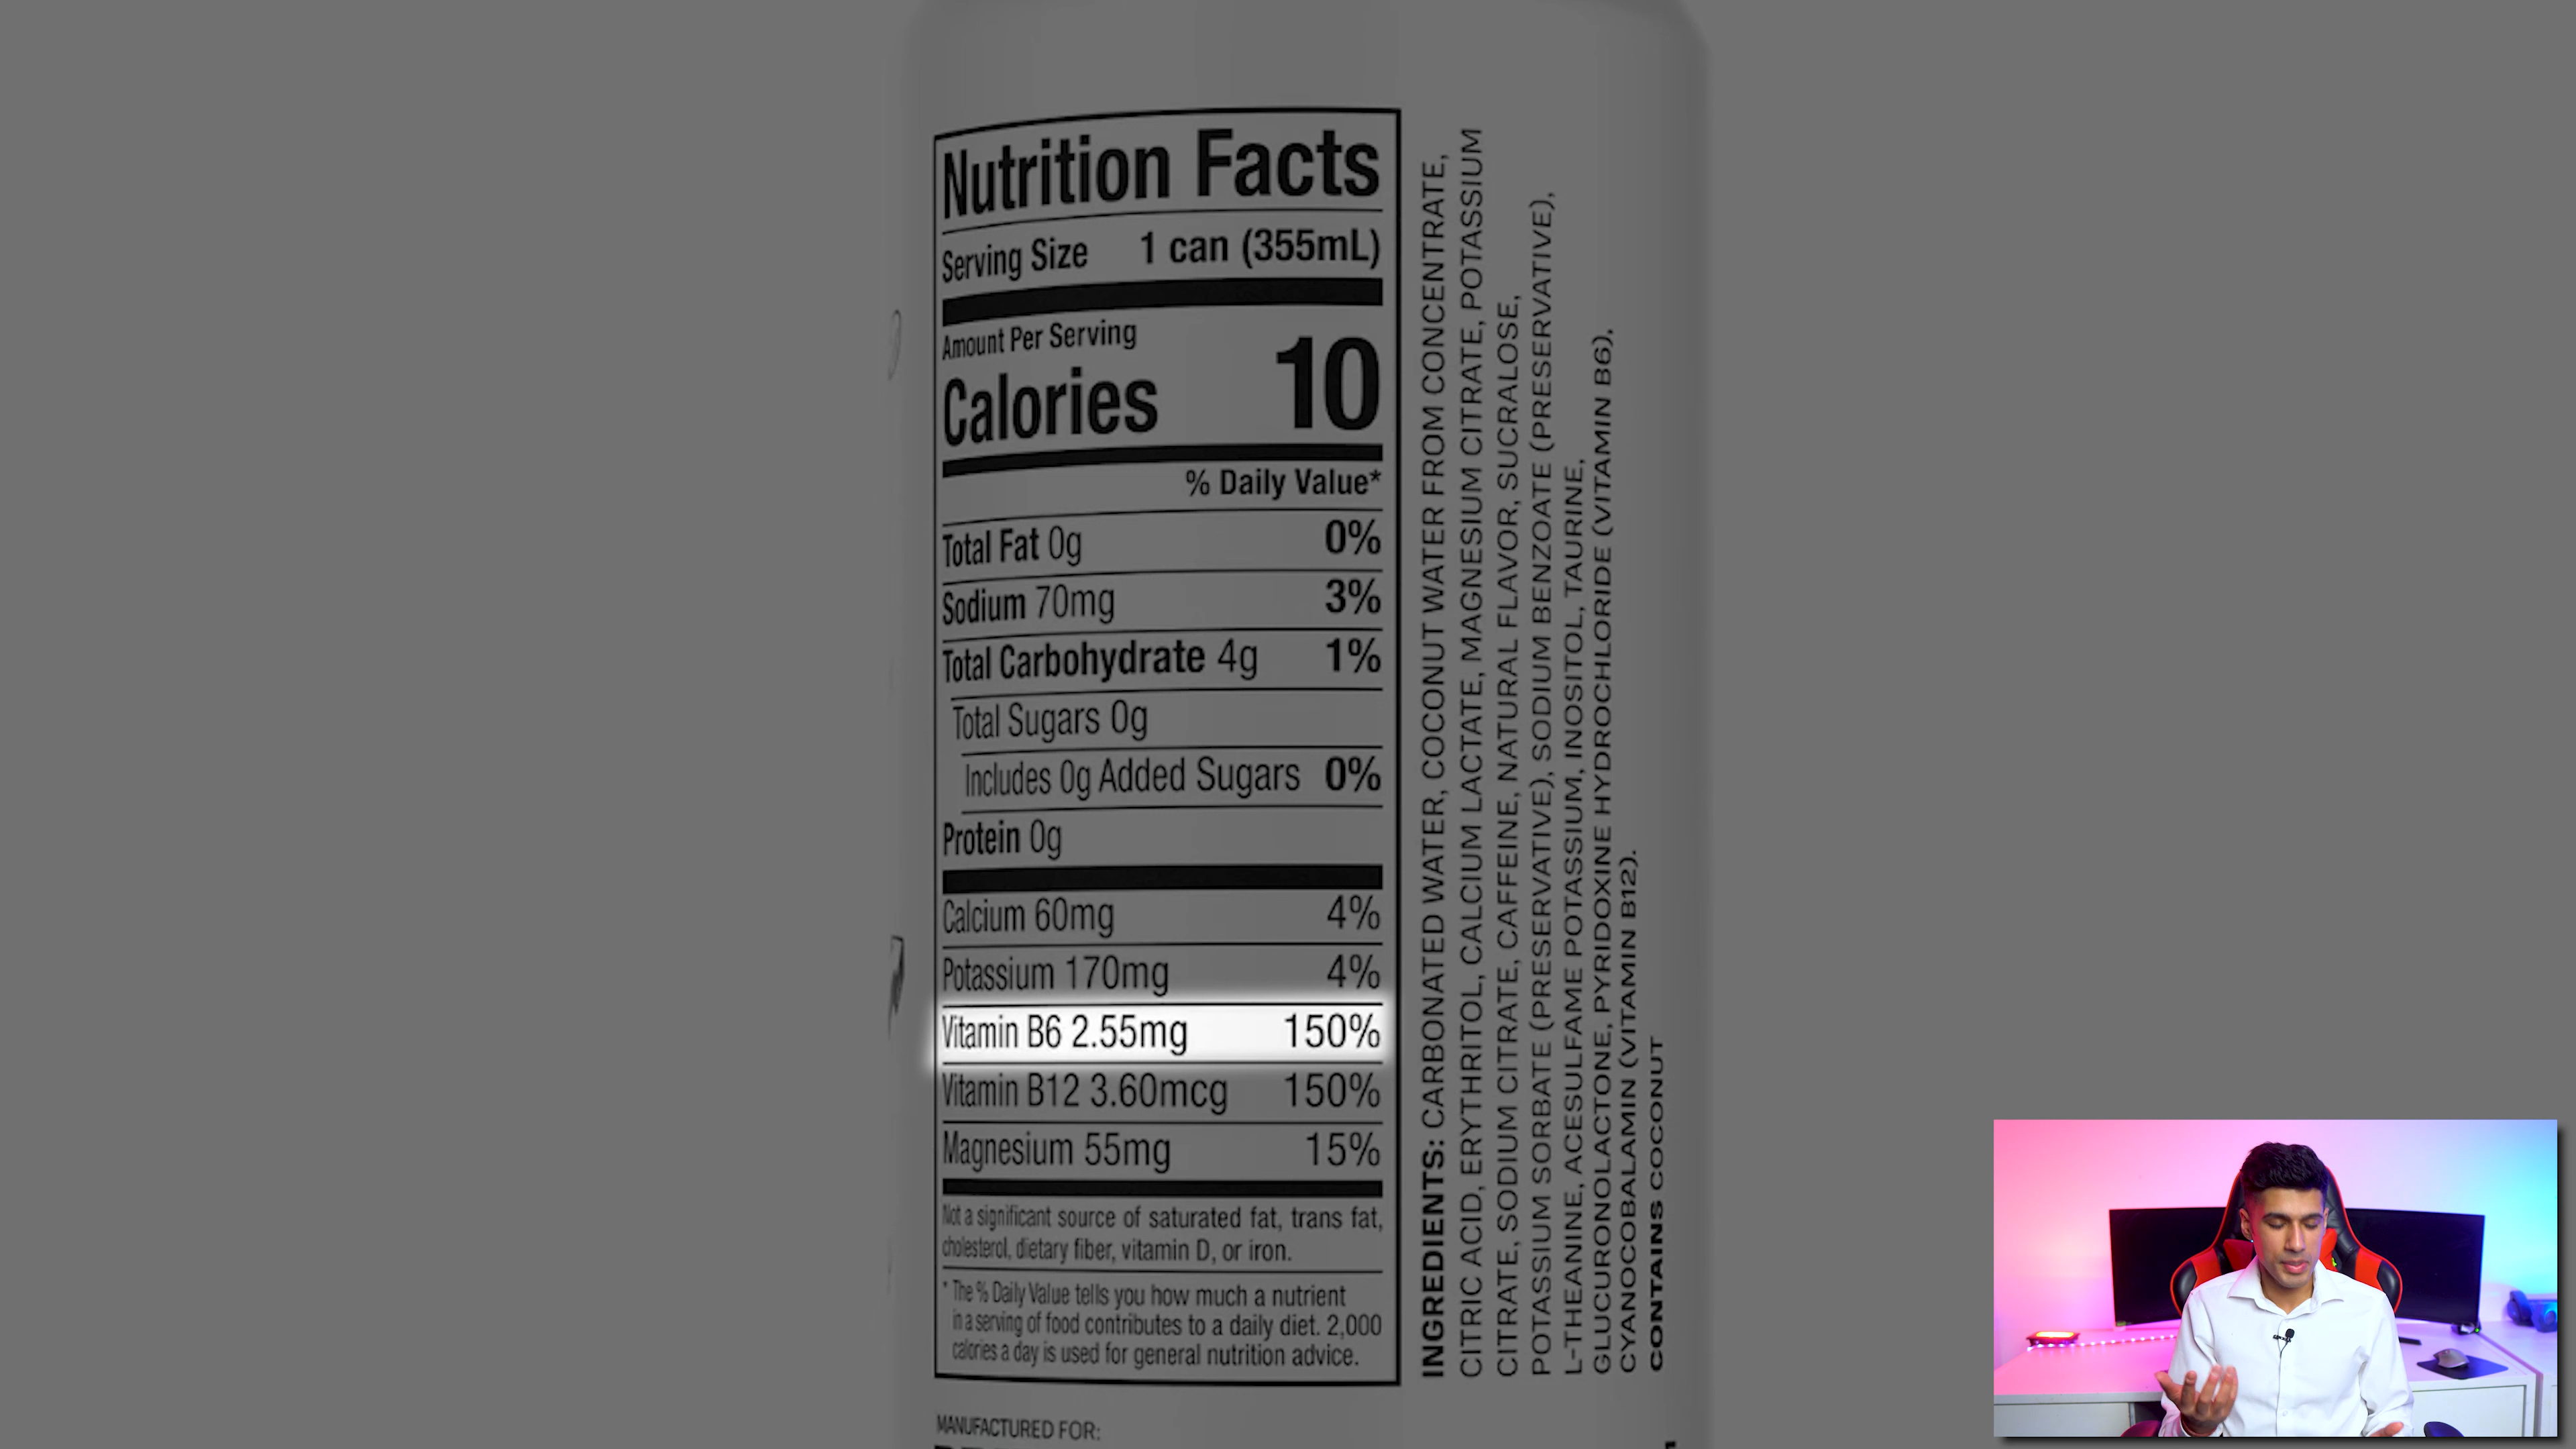 Nutrition Facts
Serving Size 1 can (355mL)
Amount Per Serving
Calories 10
% Daily Value*
Total Fat 0g 0%
Sodium 70mg 3%
Total Carbohydrate 4g 1%
Total Sugars 0g
Includes 0g Added Sugars 0%
Protein 0g
Calcium 60mg 4%
Potassium 170mg 4%
Vitamin B6 2.55mg 150%
Vitamin B12 3.60mcg 150%
Magnesium 55mg 15%
Not a significant source of saturated fat, trans fat,
cholesterol, dietary fiber, vitamin D, or iron.
* The % Daily Value tells you how much a nutrient
in a serving of food contributes to a daily diet. 2,000
calories a day is used for general nutrition advice.
MANUFACTURED FOR:
INGREDIENTS: CARBONATED WATER, COCONUT WATER FROM CONCENTRATE,
CITRIC ACID, ERYTHRITOL, CALCIUM LACTATE, MAGNESIUM CITRATE, POTASSIUM
CITRATE, SODIUM CITRATE, CAFFEINE, NATURAL FLAVOR, SUCRALOSE,
POTASSIUM SORBATE (PRESERVATIVE), SODIUM BENZOATE (PRESERVATIVE),
L-THEANINE, ACESULFAME POTASSIUM, INOSITOL, TAURINE,
GLUCURONOLACTONE, PYRIDOXINE HYDROCHLORIDE (VITAMIN B6),
CYANOCOBALAMIN (VITAMIN B12).
CONTAINS COCONUT